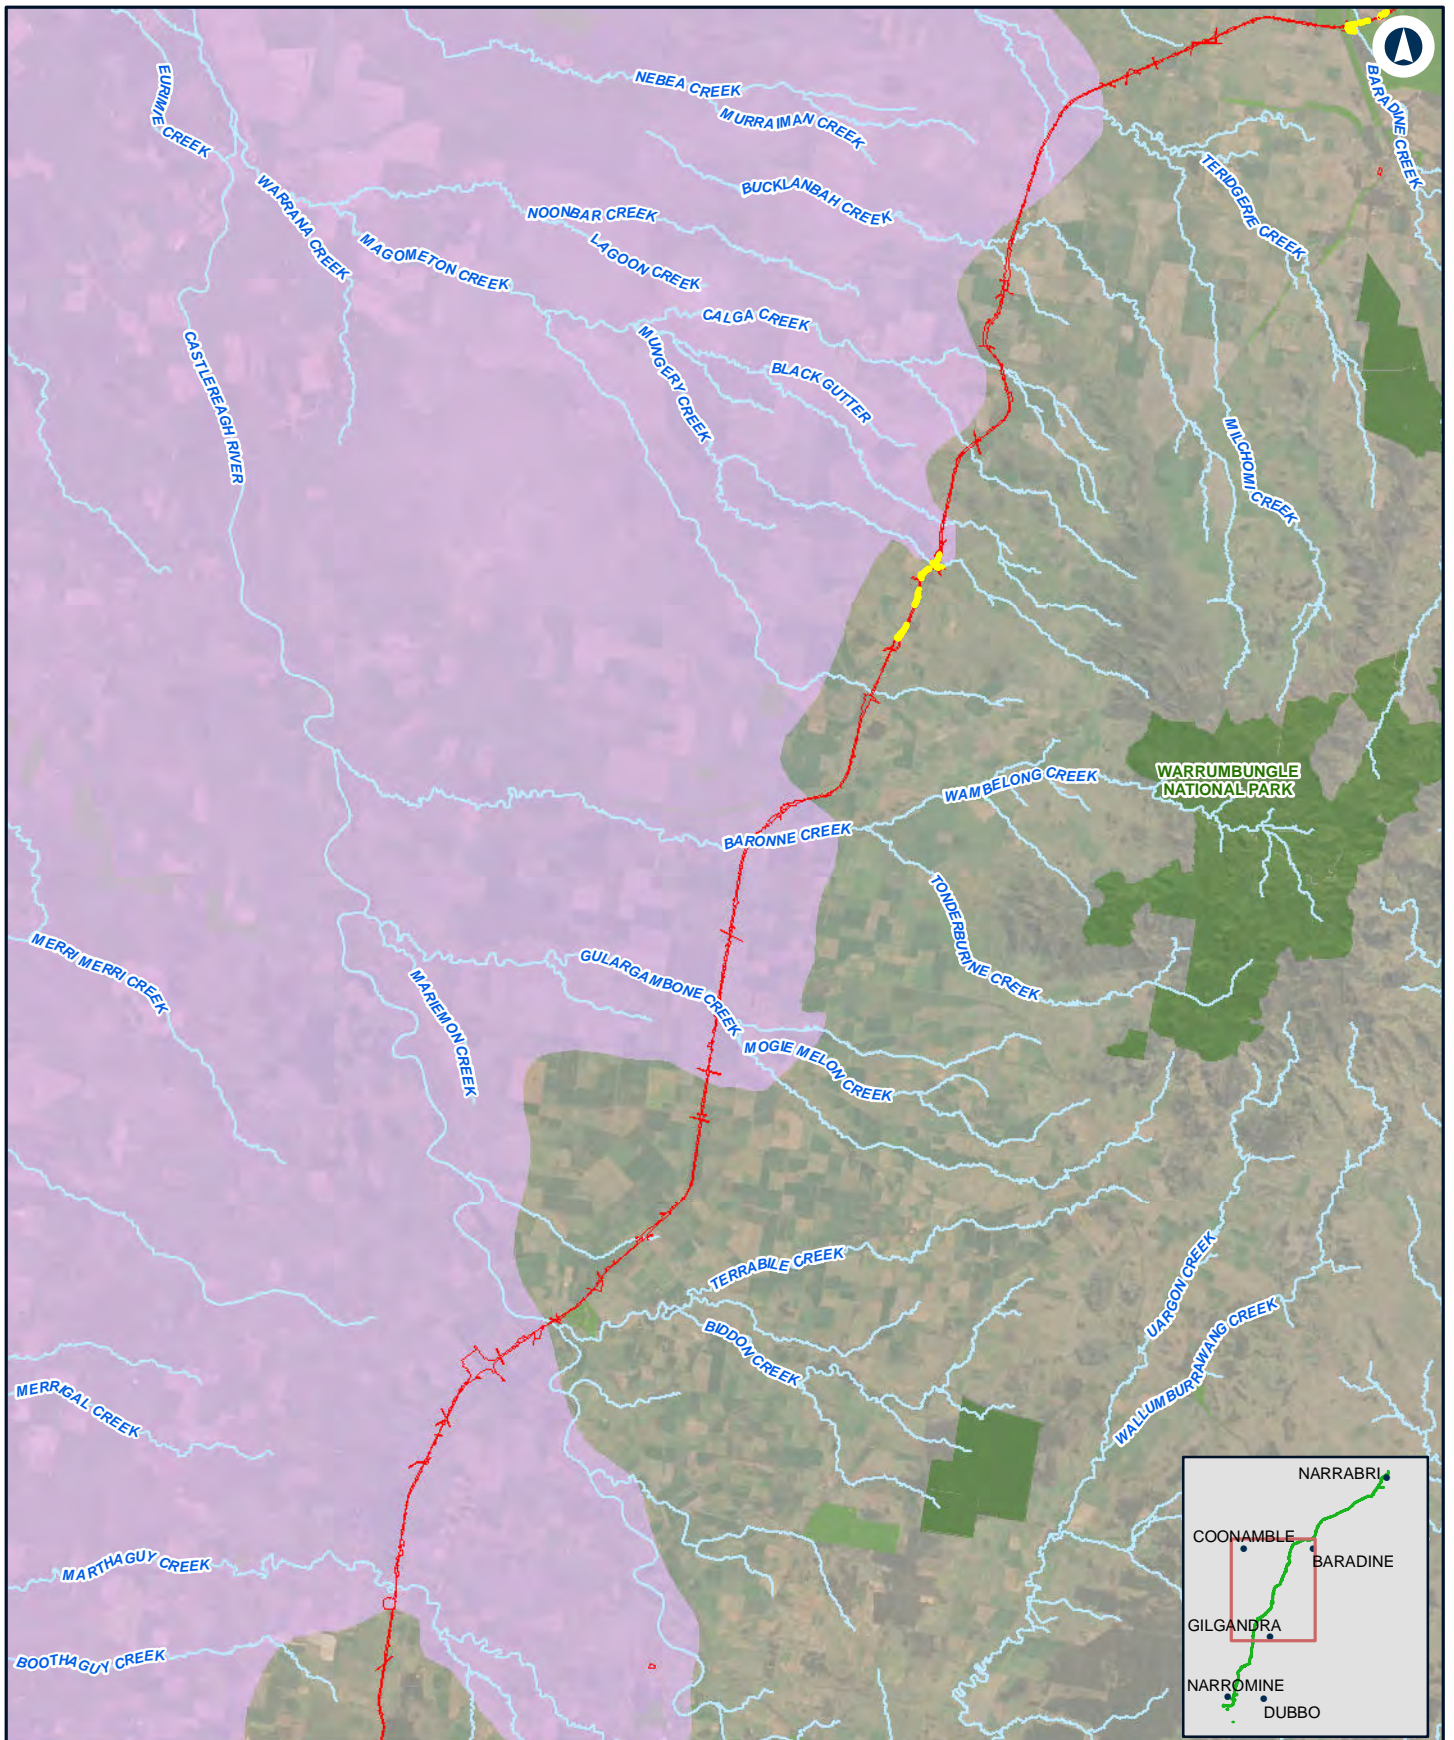 EURIMIE CREEK
NEBEA CREEK
MURRAIMAN CREEK
BARADINE CREEK
BUCKLANBAH CREEK
TERIDGERIE CREEK
WARRANA CREEK
NOONBAR CREEK
LAGOON CREEK
MAGOMETON CREEK
CALGA CREEK
MUNGERY CREEK
BLACK GUTTER
CASTLEREAGH RIVER
MILCHOMI CREEK
WARRUMBUNGLE
NATIONAL PARK
WAMBELONG CREEK
BARONNE CREEK
TONDERBURINE CREEK
MERRI MERRI CREEK
MARIEMON CREEK
GULARGAMBONE CREEK
MOGIE MELON CREEK
TERRABILE CREEK
UARGON CREEK
BIDDON CREEK
WALLUMBURRAWANG CREEK
MERRIGAL CREEK
MARTHAGUY CREEK
BOOTHAGUY CREEK
NARRABRI
COONAMBLE
BARADINE
GILGANDRA
NARROMINE
DUBBO